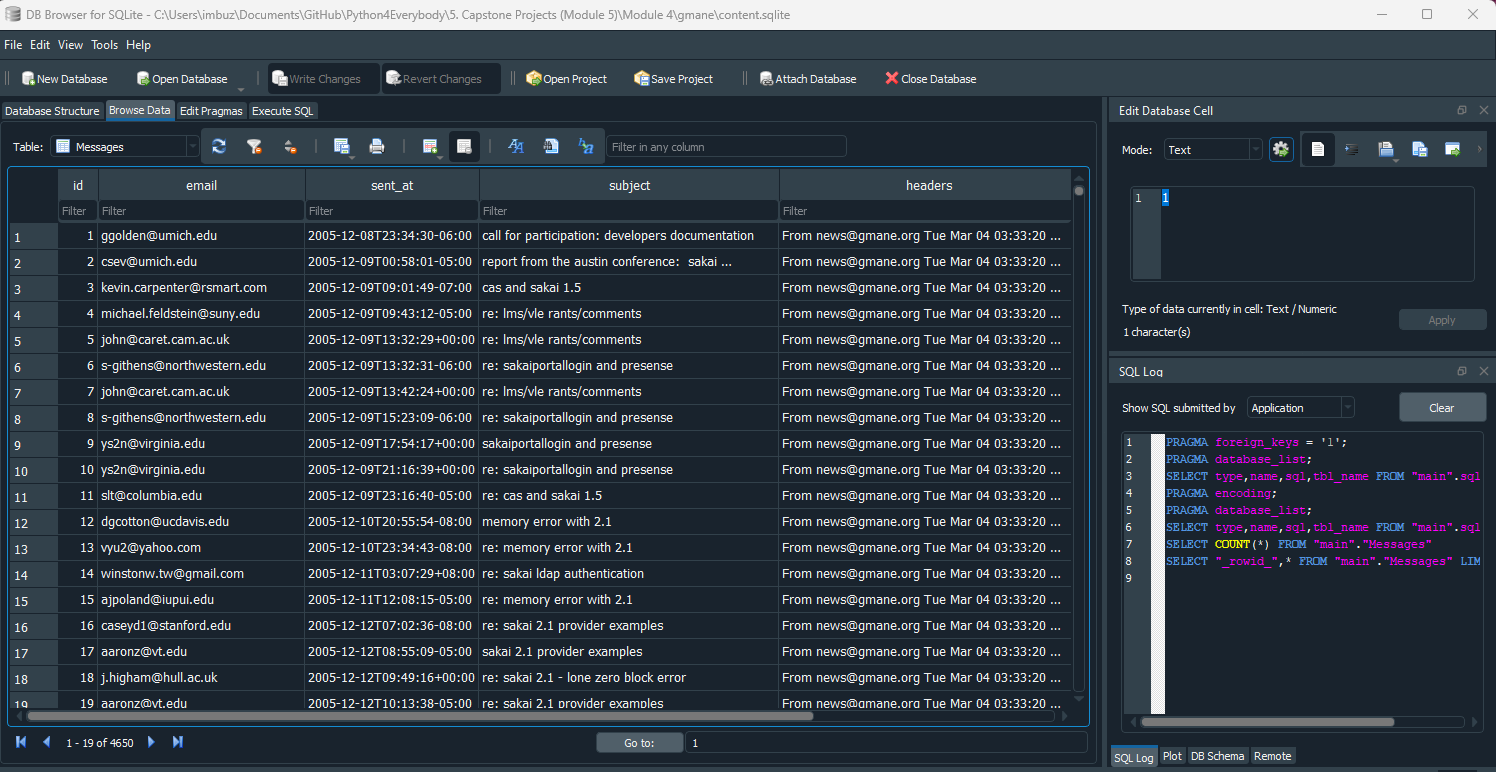 DB Browser for SQLite - C:\Users\imbuz\Documents\GitHub\Python4Everybody\5. Capstone Projects (Module 5)\Module 4\gmane\content.sqlite
File Edit View Tools Help
New Database Open Database Write Changes Revert Changes Open Project Save Project Attach Database Close Database
Database Structure Browse Data Edit Pragmas Execute SQL
Table: Messages Filter in any column
id email sent_at subject headers
Filter Filter Filter Filter Filter
1 1 ggolden@umich.edu 2005-12-08T23:34:30-06:00 call for participation: developers documentation From news@gmane.org Tue Mar 04 03:33:20 ...
2 2 csev@umich.edu 2005-12-09T00:58:01-05:00 report from the austin conference:  sakai ... From news@gmane.org Tue Mar 04 03:33:20 ...
3 3 kevin.carpenter@rsmart.com 2005-12-09T09:01:49-07:00 cas and sakai 1.5 From news@gmane.org Tue Mar 04 03:33:20 ...
4 4 michael.feldstein@suny.edu 2005-12-09T09:43:12-05:00 re: lms/vle rants/comments From news@gmane.org Tue Mar 04 03:33:20 ...
5 5 john@caret.cam.ac.uk 2005-12-09T13:32:29+00:00 re: lms/vle rants/comments From news@gmane.org Tue Mar 04 03:33:20 ...
6 6 s-githens@northwestern.edu 2005-12-09T13:32:31-06:00 re: sakaiportallogin and presense From news@gmane.org Tue Mar 04 03:33:20 ...
7 7 john@caret.cam.ac.uk 2005-12-09T13:42:24+00:00 re: lms/vle rants/comments From news@gmane.org Tue Mar 04 03:33:20 ...
8 8 s-githens@northwestern.edu 2005-12-09T15:23:09-06:00 re: sakaiportallogin and presense From news@gmane.org Tue Mar 04 03:33:20 ...
9 9 ys2n@virginia.edu 2005-12-09T17:54:17+00:00 sakaiportallogin and presense From news@gmane.org Tue Mar 04 03:33:20 ...
10 10 ys2n@virginia.edu 2005-12-09T21:16:39+00:00 re: sakaiportallogin and presense From news@gmane.org Tue Mar 04 03:33:20 ...
11 11 slt@columbia.edu 2005-12-09T23:16:40-05:00 re: cas and sakai 1.5 From news@gmane.org Tue Mar 04 03:33:20 ...
12 12 dgcotton@ucdavis.edu 2005-12-10T20:55:54-08:00 memory error with 2.1 From news@gmane.org Tue Mar 04 03:33:20 ...
13 13 vyu2@yahoo.com 2005-12-10T23:34:43-08:00 re: memory error with 2.1 From news@gmane.org Tue Mar 04 03:33:20 ...
14 14 winstonw.tw@gmail.com 2005-12-11T03:07:29+08:00 re: sakai ldap authentication From news@gmane.org Tue Mar 04 03:33:20 ...
15 15 ajpoland@iupui.edu 2005-12-11T12:08:15-05:00 re: memory error with 2.1 From news@gmane.org Tue Mar 04 03:33:20 ...
16 16 caseyd1@stanford.edu 2005-12-12T07:02:36-08:00 re: sakai 2.1 provider examples From news@gmane.org Tue Mar 04 03:33:20 ...
17 17 aaronz@vt.edu 2005-12-12T08:55:09-05:00 sakai 2.1 provider examples From news@gmane.org Tue Mar 04 03:33:20 ...
18 18 j.higham@hull.ac.uk 2005-12-12T09:49:16+00:00 re: sakai 2.1 - lone zero block error From news@gmane.org Tue Mar 04 03:33:20 ...
19 19 aaronz@vt.edu 2005-12-12T10:13:38-05:00 re: sakai 2.1 provider examples From news@gmane.org Tue Mar 04 03:33:20 ...
1 - 19 of 4650 Go to: 1
Edit Database Cell
Mode: Text
1 1
Type of data currently in cell: Text / Numeric
1 character(s)
Apply
SQL Log
Show SQL submitted by Application Clear
1 PRAGMA foreign_keys = '1';
2 PRAGMA database_list;
3 SELECT type,name,sql,tbl_name FROM "main".sql
4 PRAGMA encoding;
5 PRAGMA database_list;
6 SELECT type,name,sql,tbl_name FROM "main".sql
7 SELECT COUNT(*) FROM "main"."Messages"
8 SELECT "_rowid_",* FROM "main"."Messages" LIM
9
SQL Log Plot DB Schema Remote